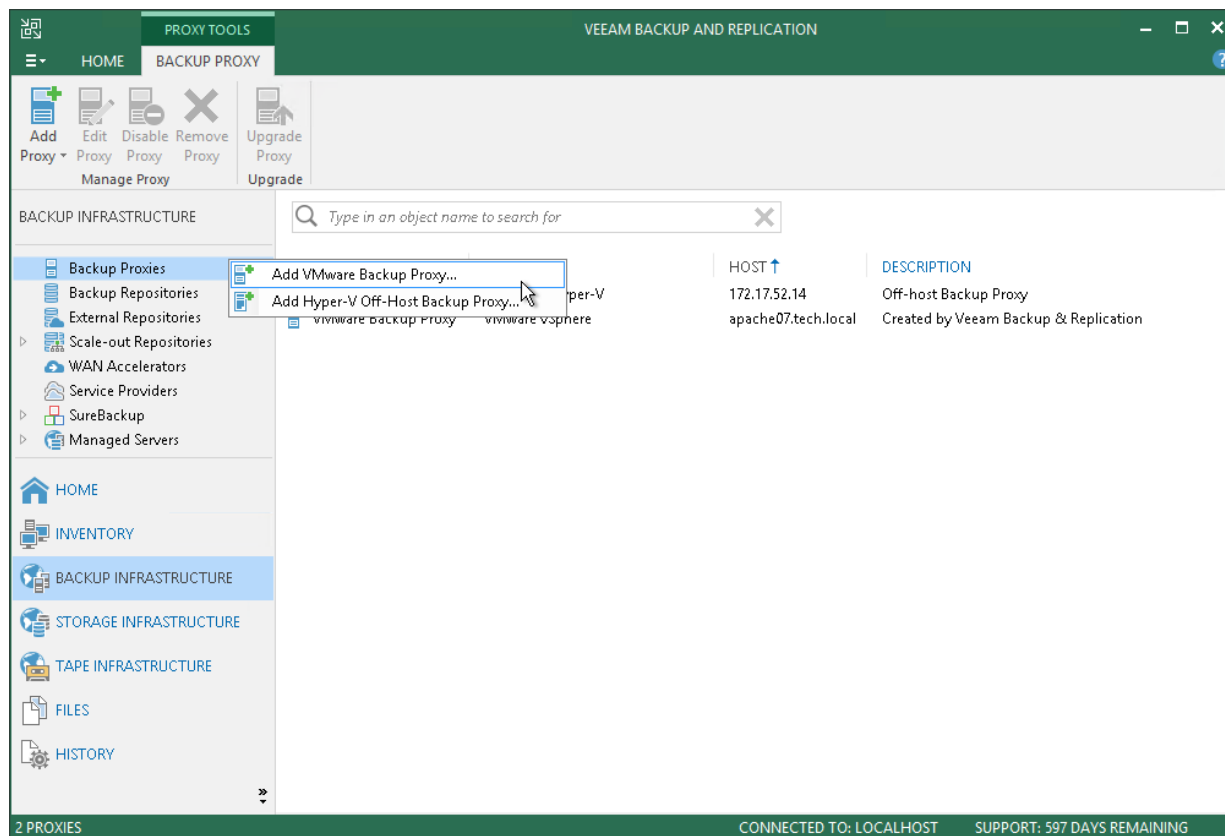 PROXY TOOLS
VEEAM BACKUP AND REPLICATION
HOME
BACKUP PROXY
?
Add Proxy
Edit Proxy
Disable Proxy
Remove Proxy
Upgrade Proxy
Manage Proxy
Upgrade
BACKUP INFRASTRUCTURE
Type in an object name to search for
HOST
DESCRIPTION
Backup Proxies
Add VMware Backup Proxy...
Add Hyper-V Off-Host Backup Proxy...
172.17.52.14
Off-host Backup Proxy
VMware Backup Proxy
VMware vSphere
apache07.tech.local
Created by Veeam Backup & Replication
Backup Repositories
External Repositories
Scale-out Repositories
WAN Accelerators
Service Providers
SureBackup
Managed Servers
HOME
INVENTORY
BACKUP INFRASTRUCTURE
STORAGE INFRASTRUCTURE
TAPE INFRASTRUCTURE
FILES
HISTORY
2 PROXIES
CONNECTED TO: LOCALHOST
SUPPORT: 597 DAYS REMAINING